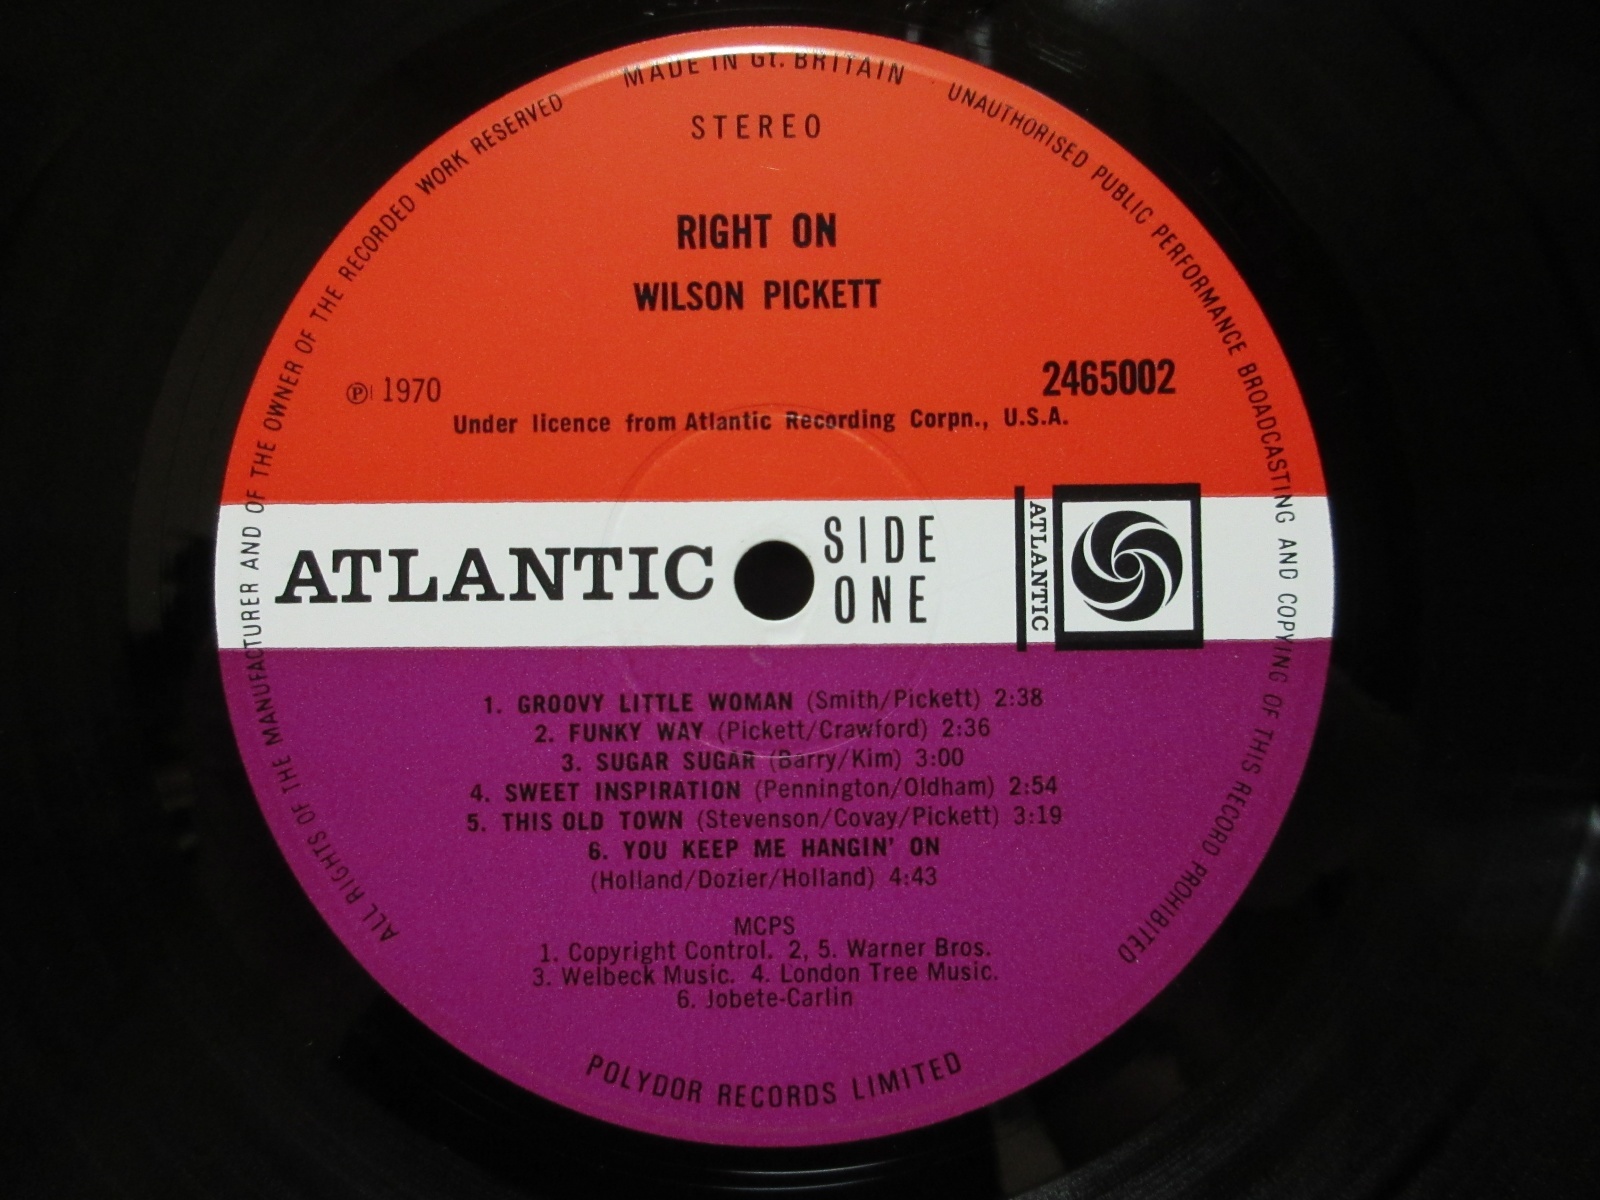 MADE IN Gt. BRITAIN
ALL RIGHTS OF THE MANUFACTURER AND OF THE OWNER OF THE RECORDED WORK RESERVED
UNAUTHORISED PUBLIC PERFORMANCE BROADCASTING AND COPYING OF THIS RECORD PROHIBITED
STEREO
RIGHT ON
WILSON PICKETT
℗ 1970
2465002
Under licence from Atlantic Recording Corpn., U.S.A.
ATLANTIC
SIDE
ONE
ATLANTIC
1. GROOVY LITTLE WOMAN (Smith/Pickett) 2:38
2. FUNKY WAY (Pickett/Crawford) 2:36
3. SUGAR SUGAR (Barry/Kim) 3:00
4. SWEET INSPIRATION (Pennington/Oldham) 2:54
5. THIS OLD TOWN (Stevenson/Covay/Pickett) 3:19
6. YOU KEEP ME HANGIN' ON
(Holland/Dozier/Holland) 4:43
MCPS
1. Copyright Control. 2, 5. Warner Bros.
3. Welbeck Music. 4. London Tree Music.
6. Jobete-Carlin
POLYDOR RECORDS LIMITED